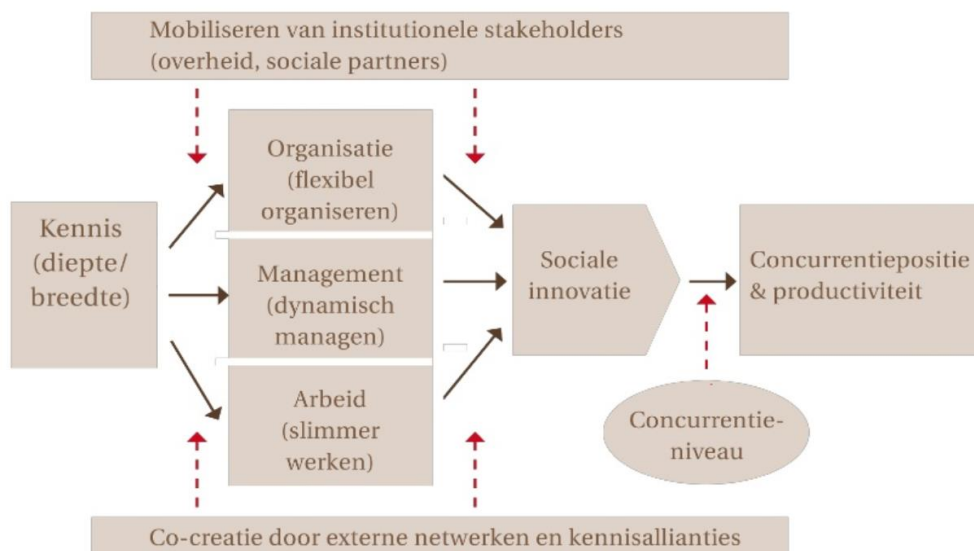 Mobiliseren van institutionele stakeholders
(overheid, sociale partners)
Organisatie
(flexibel
organiseren)
Kennis
(diepte/
breedte)
Management
(dynamisch
managen)
Arbeid
(slimmer
werken)
Sociale
innovatie
Concurrentiepositie
& productiviteit
Concurrentie-
niveau
Co-creatie door externe netwerken en kennisallianties